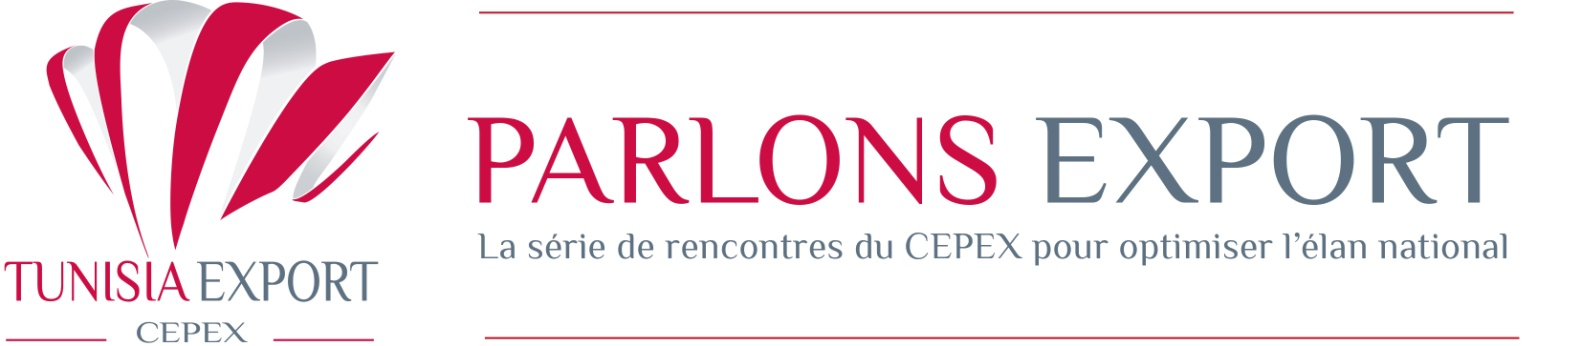 TUNISIA EXPORT
CEPEX
PARLONS EXPORT
La série de rencontres du CEPEX pour optimiser l’élan national